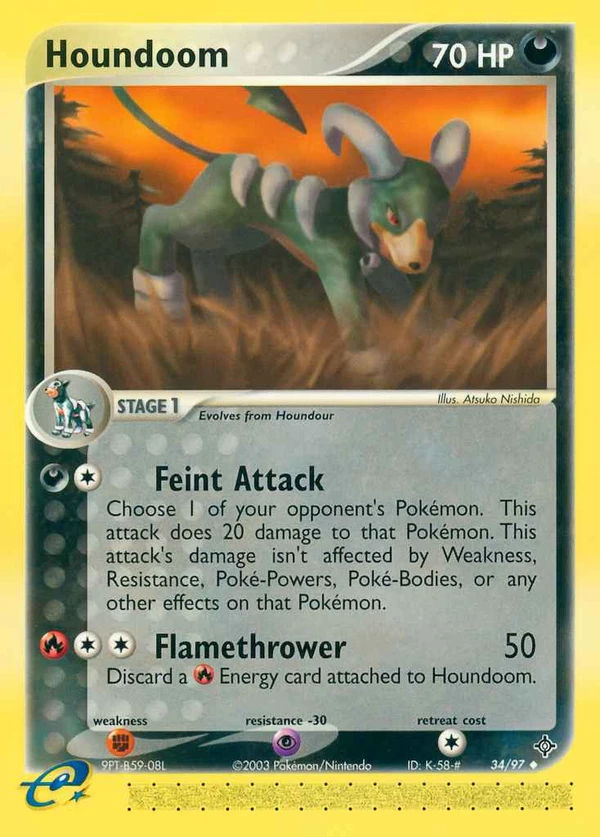 Houndoom 70 HP
Illus. Atsuko Nishida
STAGE 1
Evolves from Houndour
Feint Attack
Choose 1 of your opponent's Pokémon. This
attack does 20 damage to that Pokémon. This
attack's damage isn't affected by Weakness,
Resistance, Poké-Powers, Poké-Bodies, or any
other effects on that Pokémon.
Flamethrower 50
Discard a Energy card attached to Houndoom.
weakness resistance -30 retreat cost
9PT-B59-08L ©2003 Pokémon/Nintendo ID: K-58-# 34/97
e